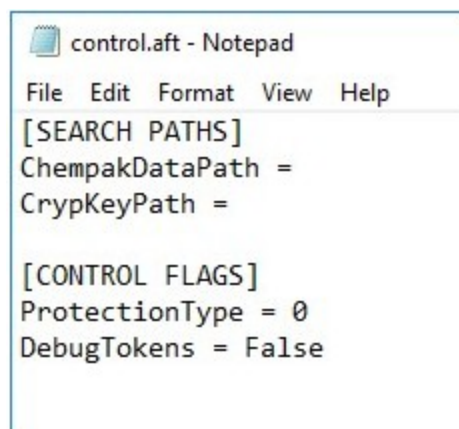 control.aft - Notepad
File Edit Format View Help
[SEARCH PATHS]
ChempakDataPath =
CrypKeyPath =
[CONTROL FLAGS]
ProtectionType = 0
DebugTokens = False